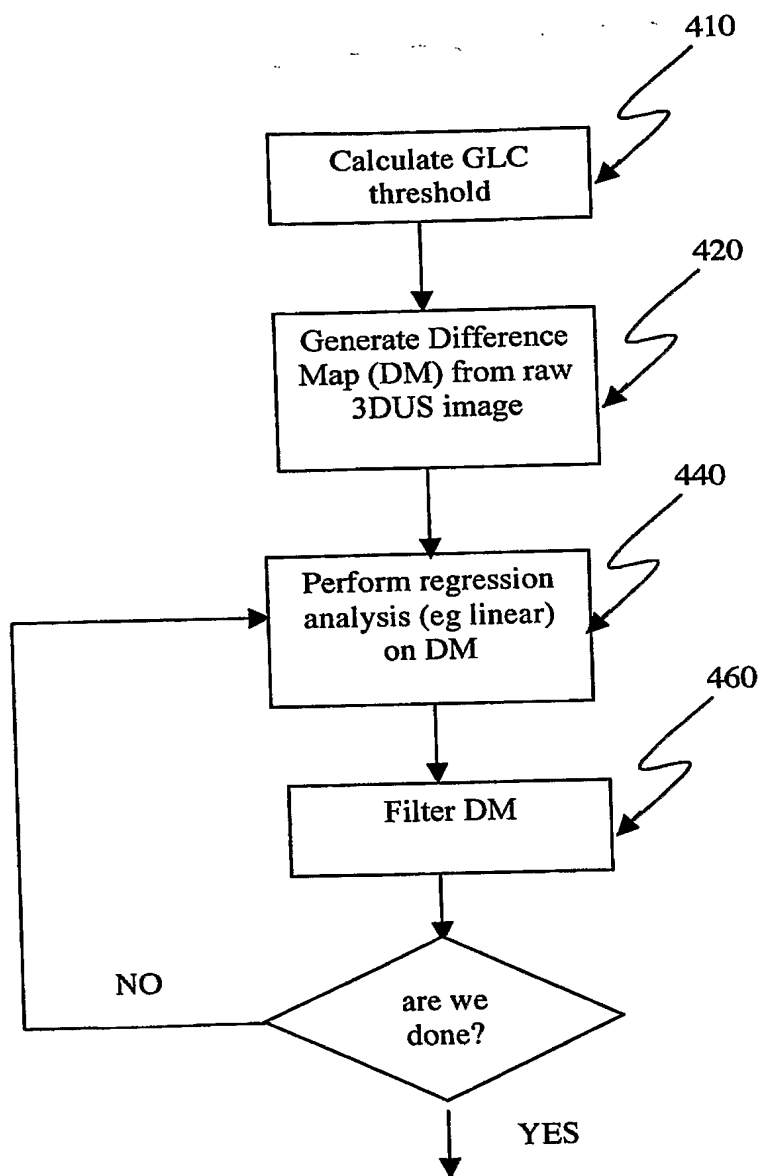 410
Calculate GLC
threshold
420
Generate Difference
Map (DM) from raw
3DUS image
440
Perform regression
analysis (eg linear)
on DM
460
Filter DM
are we
done?
NO
YES